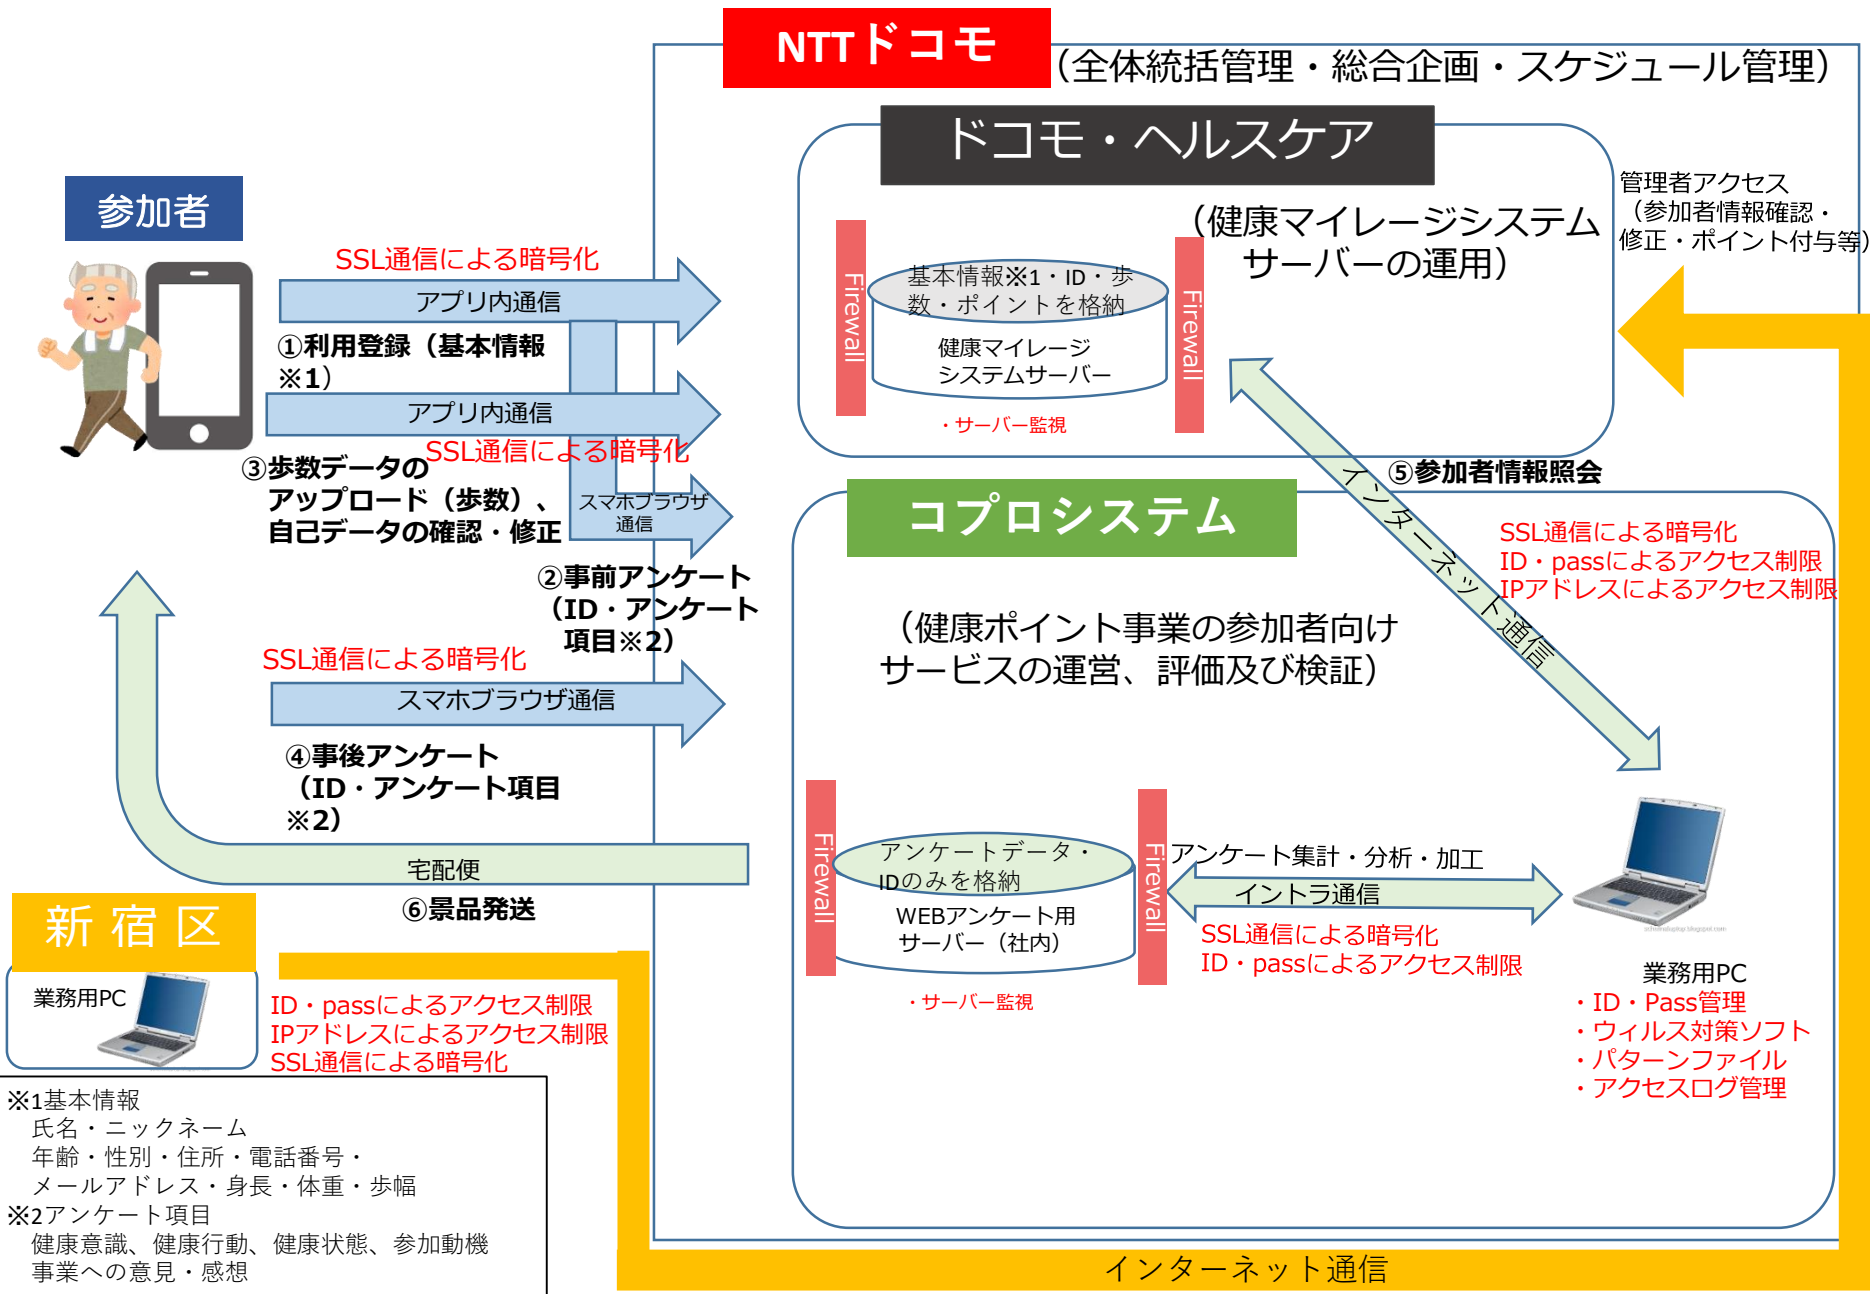 NTTドコモ
（全体統括管理・総合企画・スケジュール管理）
ドコモ・ヘルスケア
（健康マイレージシステム
サーバーの運用）
管理者アクセス
（参加者情報確認・
修正・ポイント付与等）
参加者
SSL通信による暗号化
アプリ内通信
①利用登録（基本情報
※1）
アプリ内通信
SSL通信による暗号化
③歩数データの
アップロード（歩数）、
自己データの確認・修正
スマホブラウザ
通信
②事前アンケート
（ID・アンケート
項目※2）
SSL通信による暗号化
スマホブラウザ通信
④事後アンケート
（ID・アンケート項目
※2）
宅配便
⑥景品発送
Firewall
基本情報※1・ID・歩
数・ポイントを格納
健康マイレージ
システムサーバー
Firewall
・サーバー監視
⑤参加者情報照会
インターネット通信
SSL通信による暗号化
ID・passによるアクセス制限
IPアドレスによるアクセス制限
コプロシステム
（健康ポイント事業の参加者向け
サービスの運営、評価及び検証）
Firewall
アンケートデータ・
IDのみを格納
WEBアンケート用
サーバー（社内）
Firewall
・サーバー監視
アンケート集計・分析・加工
イントラ通信
SSL通信による暗号化
ID・passによるアクセス制限
業務用PC
・ID・Pass管理
・ウィルス対策ソフト
・パターンファイル
・アクセスログ管理
新宿区
業務用PC
ID・passによるアクセス制限
IPアドレスによるアクセス制限
SSL通信による暗号化
※1基本情報
氏名・ニックネーム
年齢・性別・住所・電話番号・
メールアドレス・身長・体重・歩幅
※2アンケート項目
健康意識、健康行動、健康状態、参加動機
事業への意見・感想
インターネット通信